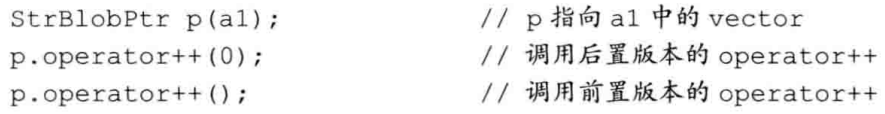 StrBlobPtr p(a1); // p 指向 a1 中的 vector
p.operator++(0); // 调用后置版本的 operator++
p.operator++(); // 调用前置版本的 operator++